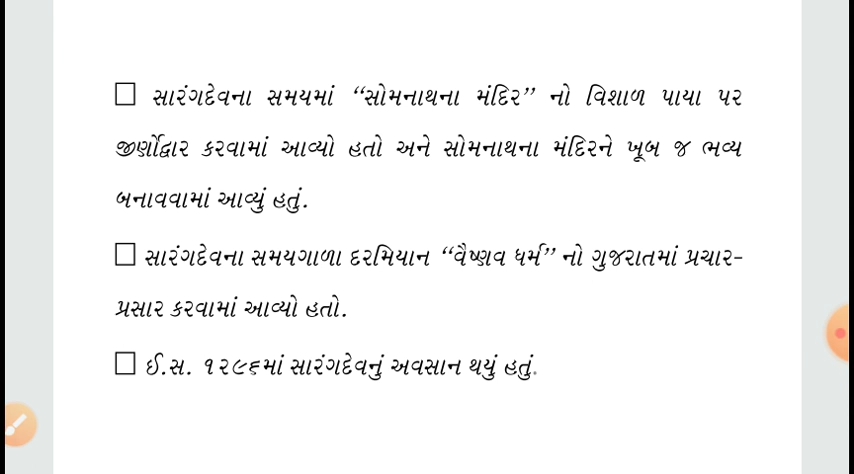 □ સારંગદેવના સમયમાં “સોમનાથના મંદિર” નો વિશાળ પાયા પર
જીર્ણોદ્વાર કરવામાં આવ્યો હતો અને સોમનાથના મંદિરને ખૂબ જ ભવ્ય
બનાવવામાં આવ્યું હતું.
□ સારંગદેવના સમયગાળા દરમિયાન “વૈષ્ણવ ધર્મ” નો ગુજરાતમાં પ્રચાર-
પ્રસાર કરવામાં આવ્યો હતો.
□ ઈ.સ. ૧૨૯૬માં સારંગદેવનું અવસાન થયું હતું.